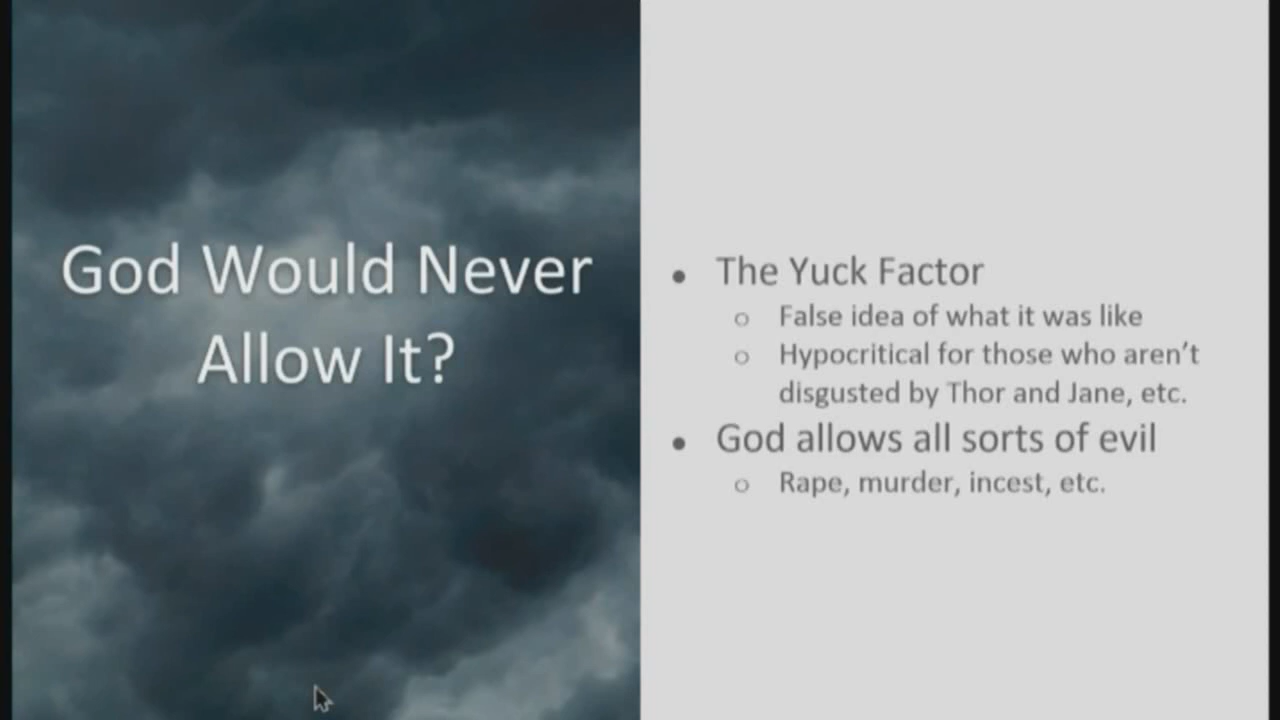 God Would Never
Allow It?
● The Yuck Factor
○ False idea of what it was like
○ Hypocritical for those who aren’t
disgusted by Thor and Jane, etc.
● God allows all sorts of evil
○ Rape, murder, incest, etc.